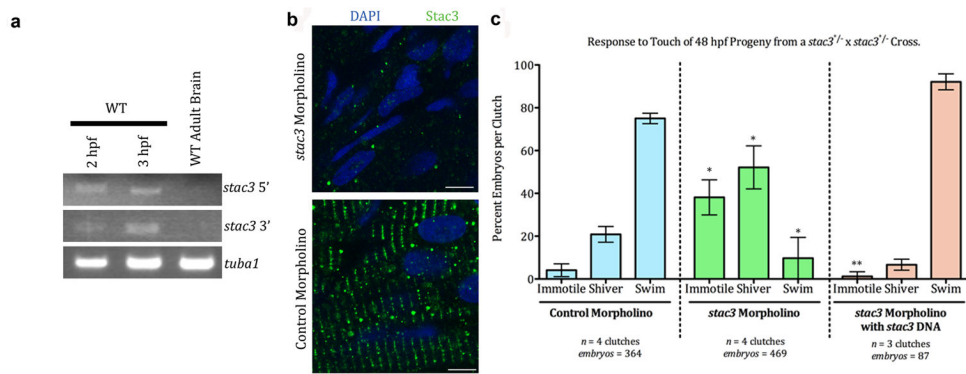 a
WT
2 hpf
3 hpf
WT Adult Brain
stac3 5'
stac3 3'
tuba1
b
DAPI
Stac3
stac3 Morpholino
Control Morpholino
c
Response to Touch of 48 hpf Progeny from a stac3+/- x stac3+/- Cross.
Percent Embryos per Clutch
100
80
60
40
20
0
*
*
*
**
Immotile Shiver Swim
Immotile Shiver Swim
Immotile Shiver Swim
Control Morpholino
n = 4 clutches
embryos = 364
stac3 Morpholino
n = 4 clutches
embryos = 469
stac3 Morpholino
with stac3 DNA
n = 3 clutches
embryos = 87